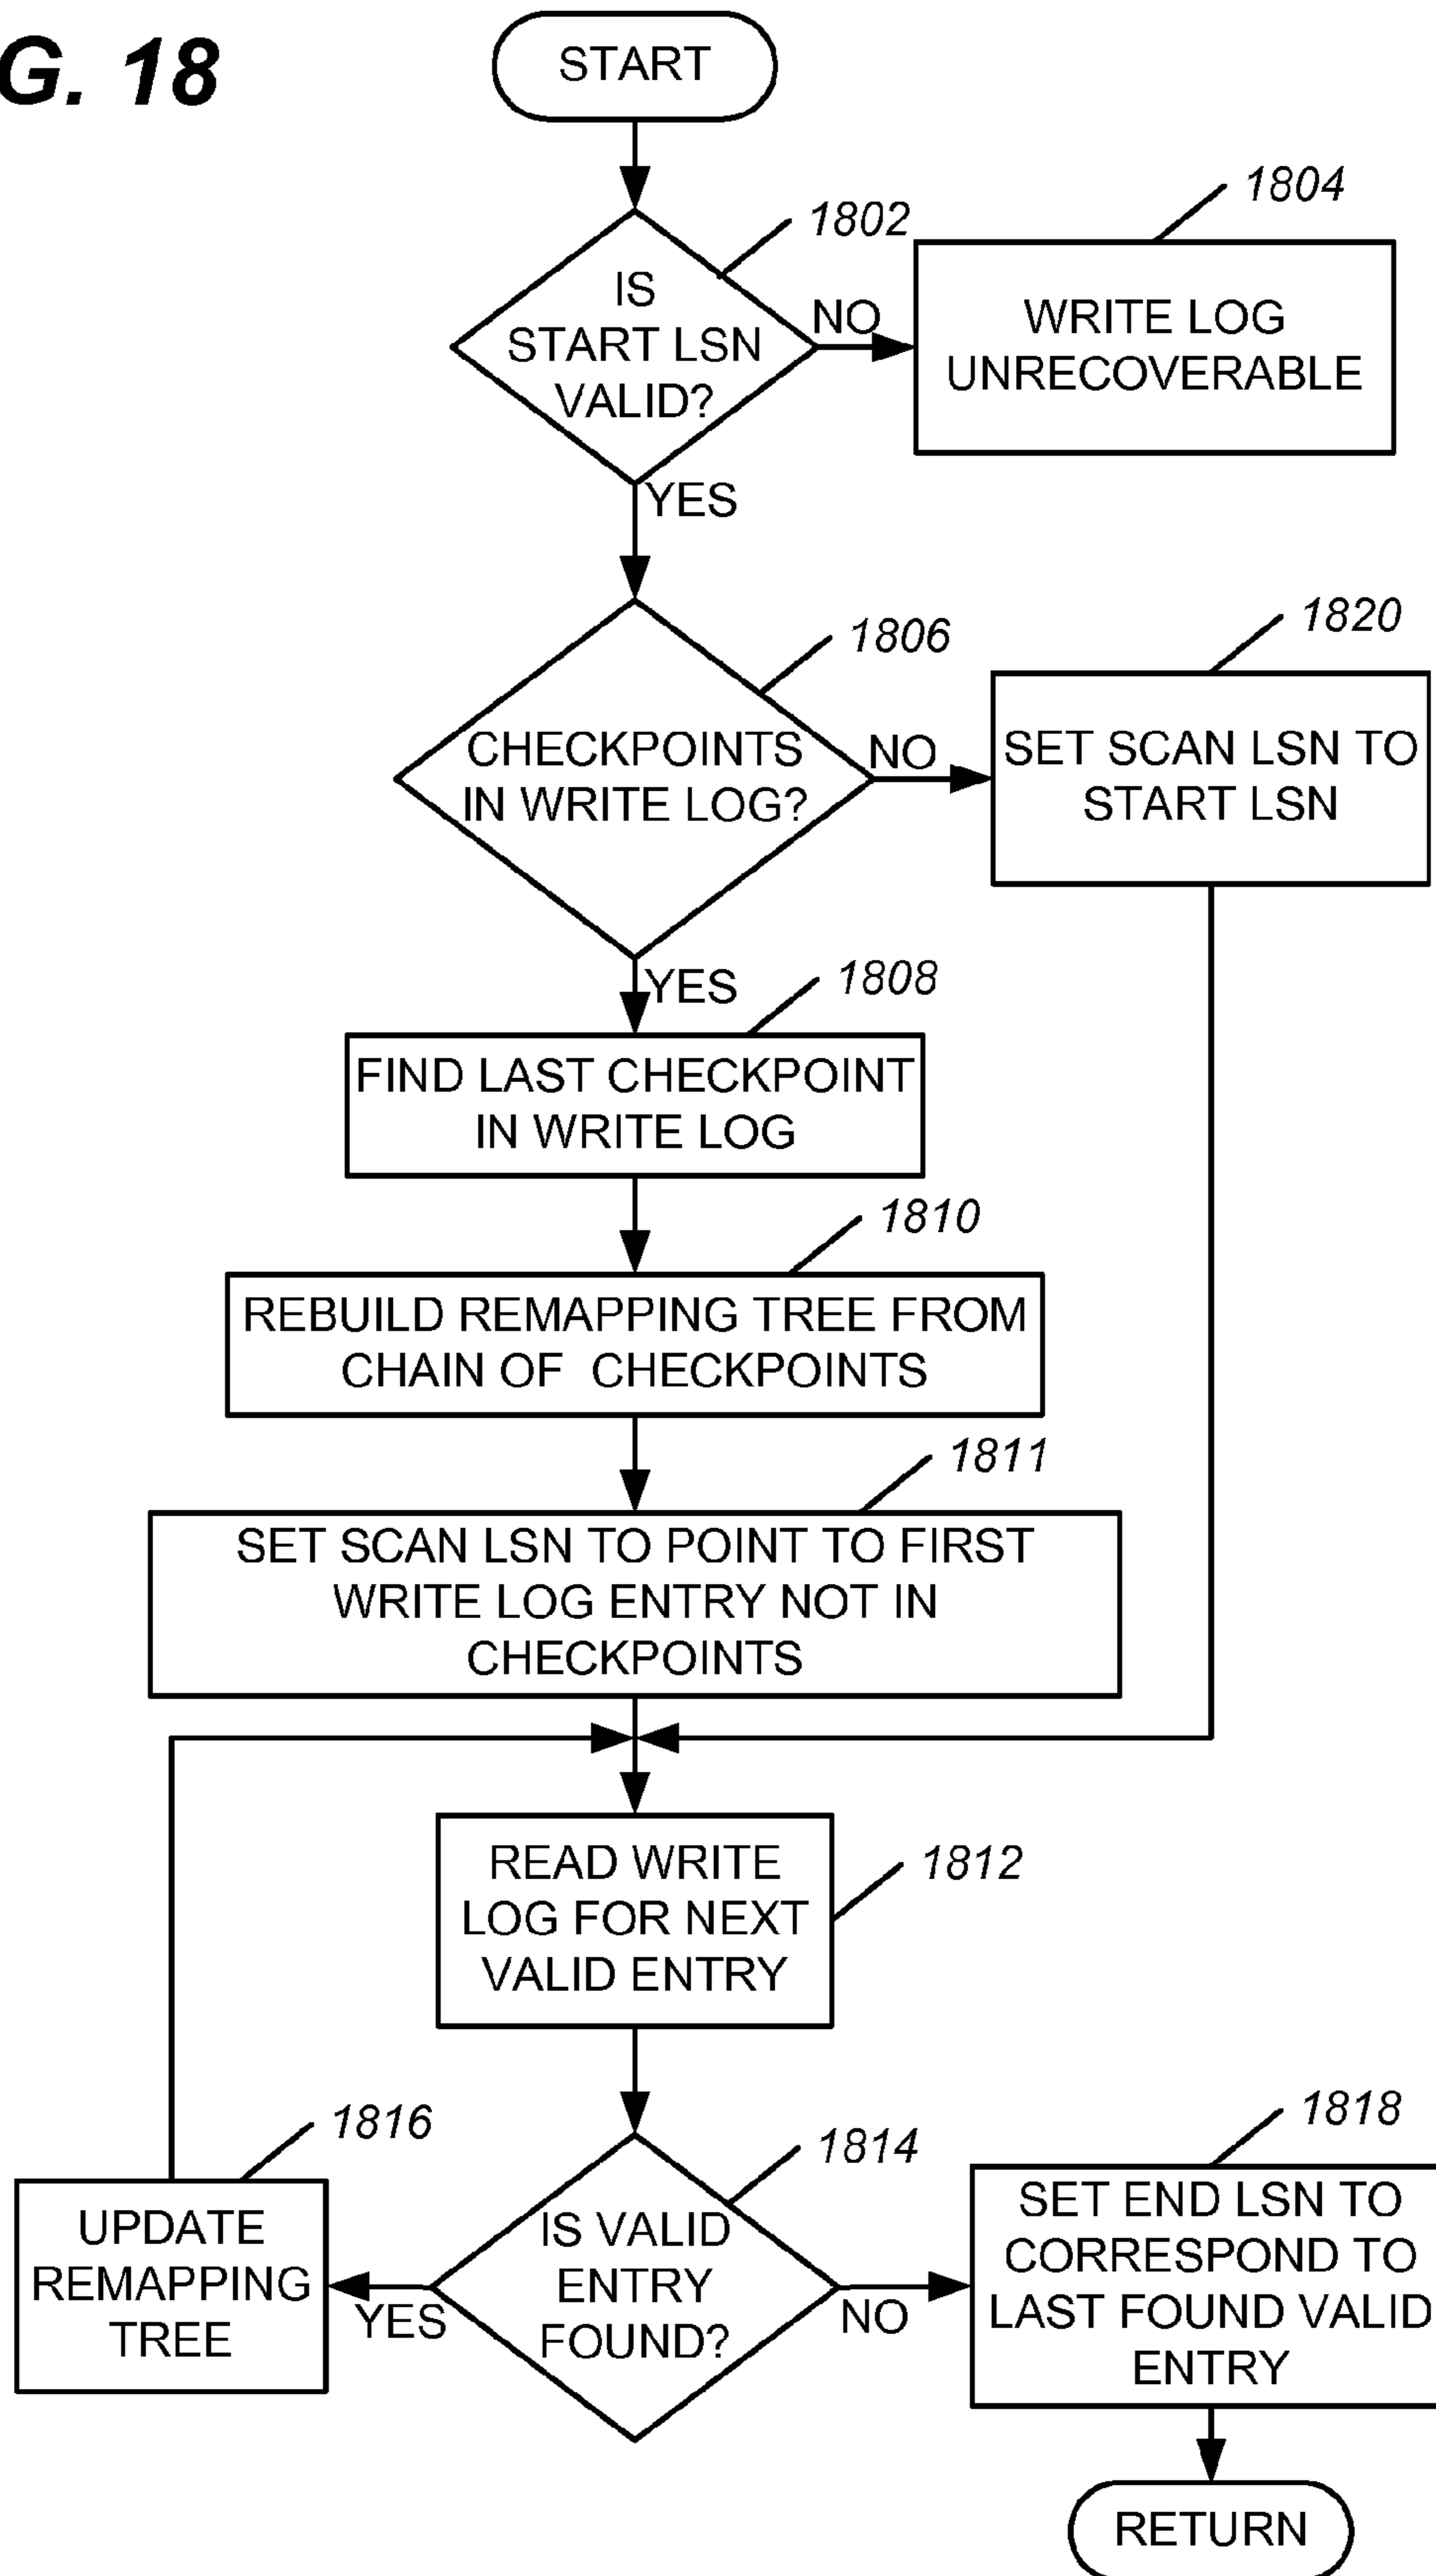 G. 18
START
1802
1804
IS
START LSN
VALID?
NO
WRITE LOG
UNRECOVERABLE
YES
1806
1820
CHECKPOINTS
IN WRITE LOG?
NO
SET SCAN LSN TO
START LSN
YES
1808
FIND LAST CHECKPOINT
IN WRITE LOG
1810
REBUILD REMAPPING TREE FROM
CHAIN OF CHECKPOINTS
1811
SET SCAN LSN TO POINT TO FIRST
WRITE LOG ENTRY NOT IN
CHECKPOINTS
READ WRITE
LOG FOR NEXT
VALID ENTRY
1812
1816
1814
1818
UPDATE
REMAPPING
TREE
YES
IS VALID
ENTRY
FOUND?
NO
SET END LSN TO
CORRESPOND TO
LAST FOUND VALID
ENTRY
RETURN